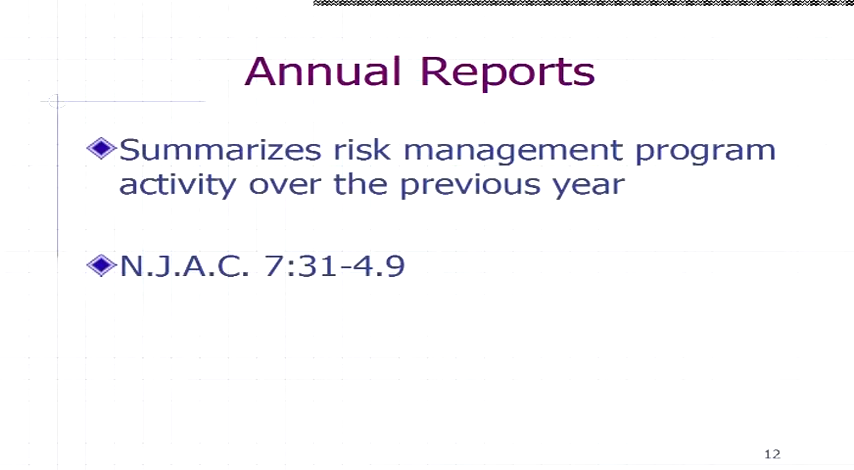 Annual Reports
Summarizes risk management program
activity over the previous year
N.J.A.C. 7:31-4.9
12